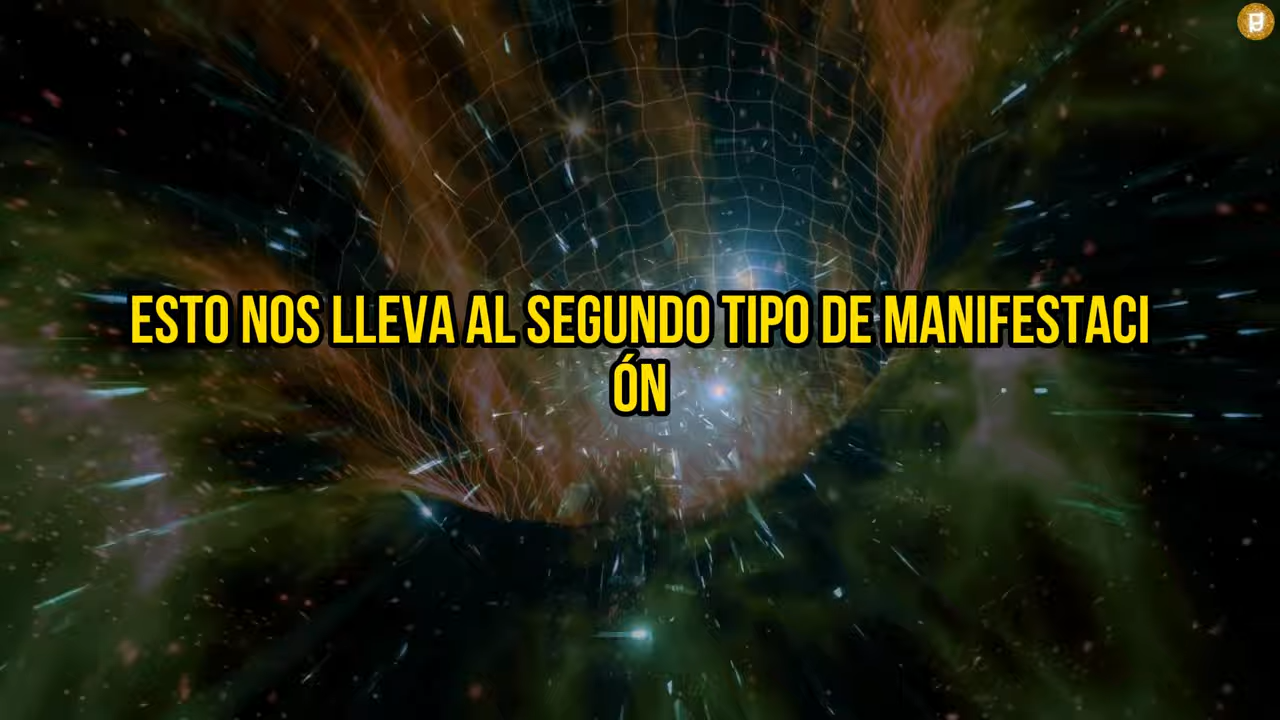 ESTO NOS LLEVA AL SEGUNDO TIPO DE MANIFESTACI
ÓN